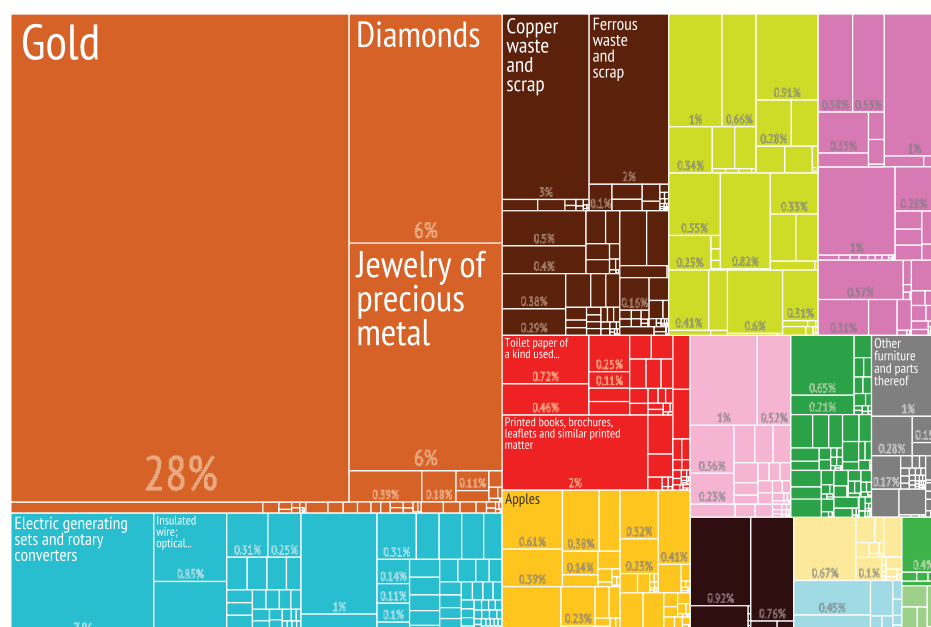 Gold
28%
Diamonds
6%
Jewelry of
precious
metal
6%
0.39%
0.18%
0.11%
Copper
waste
and
scrap
3%
Ferrous
waste
and
scrap
2%
0.1%
0.5%
0.4%
0.38%
0.29%
0.16%
1%
0.66%
0.91%
0.28%
0.34%
0.55%
0.25%
0.82%
0.33%
0.41%
0.6%
0.31%
0.58%
0.53%
0.35%
1%
1%
0.28%
0.57%
0.31%
Toilet paper of
a kind used...
0.72%
0.46%
0.25%
0.11%
Printed books, brochures,
leaflets and similar printed
matter
2%
1%
0.52%
0.36%
0.23%
0.65%
0.21%
Other
furniture
and parts
thereof
1%
0.28%
0.17%
Electric generating
sets and rotary
converters
Insulated
wire;
optical...
0.85%
0.31%
0.25%
1%
0.31%
0.14%
0.11%
0.1%
Apples
0.61%
0.39%
0.38%
0.14%
0.23%
0.32%
0.23%
0.41%
0.92%
0.76%
0.67%
0.1%
0.45%